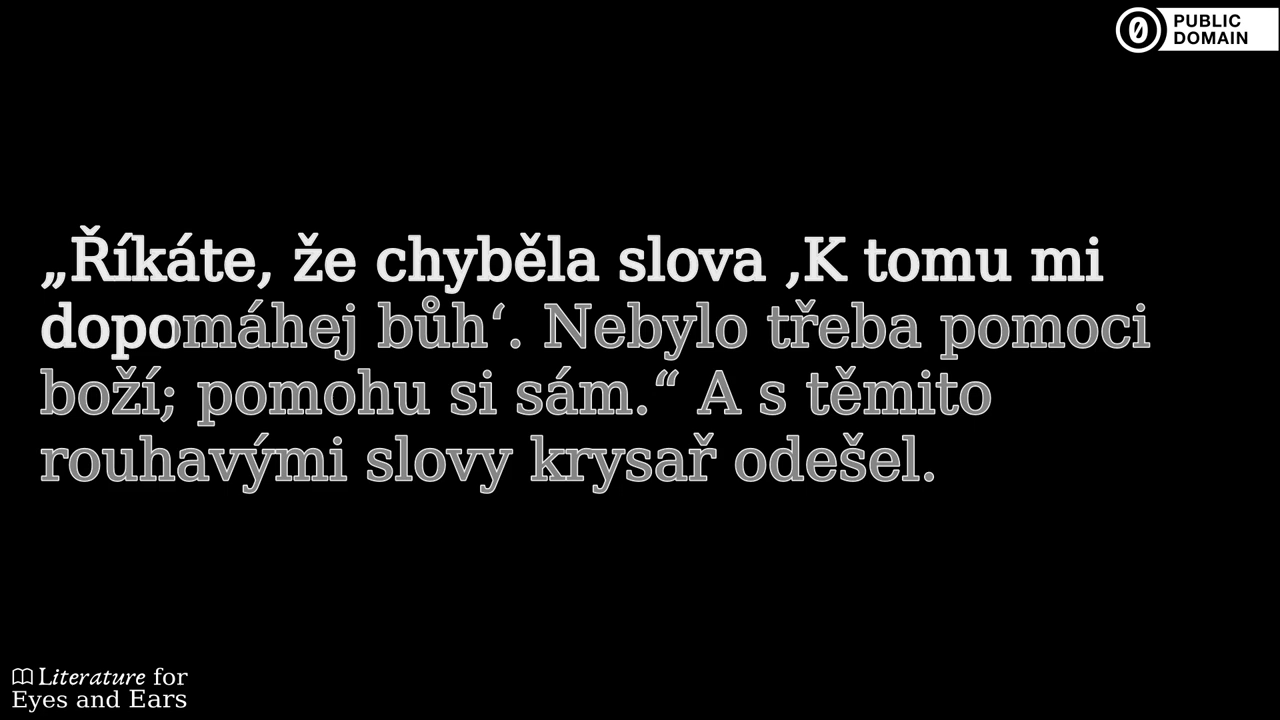 PUBLIC
DOMAIN
„Říkáte, že chyběla slova ‚K tomu mi
dopomáhej bůh‘. Nebylo třeba pomoci
boží; pomohu si sám.“ A s těmito
rouhavými slovy krysař odešel.
Literature for
Eyes and Ears